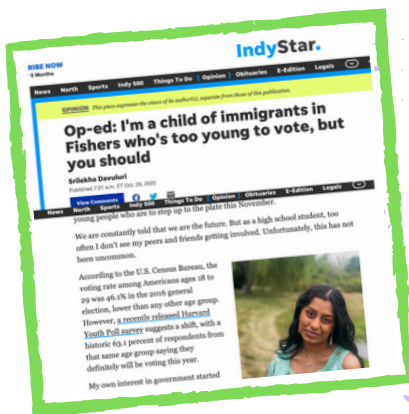 IndyStar.
RIBE NOW
6 Months
News North Sports Indy 500 Things To Do Opinion Obituaries E-Edition Legals
OPINION This piece expresses the views of its author(s), separate from those of this publication.
Op-ed: I'm a child of immigrants in
Fishers who's too young to vote, but
you should
Srilekha Davuluri
Published 7:01 a.m. ET Oct. 29, 2020
View Comments
News North Sports Indy 500 Things To Do Opinion Obituaries E-Edition Legals
young people who are to step up to the plate this November.
We are constantly told that we are the future. But as a high school student, too
often I don't see my peers and friends getting involved. Unfortunately, this has not
been uncommon.
According to the U.S. Census Bureau, the
voting rate among Americans ages 18 to
29 was 46.1% in the 2016 general
election, lower than any other age group.
However, a recently released Harvard
Youth Poll survey suggests a shift, with a
historic 63.1 percent of respondents from
that same age group saying they
definitely will be voting this year.
My own interest in government started